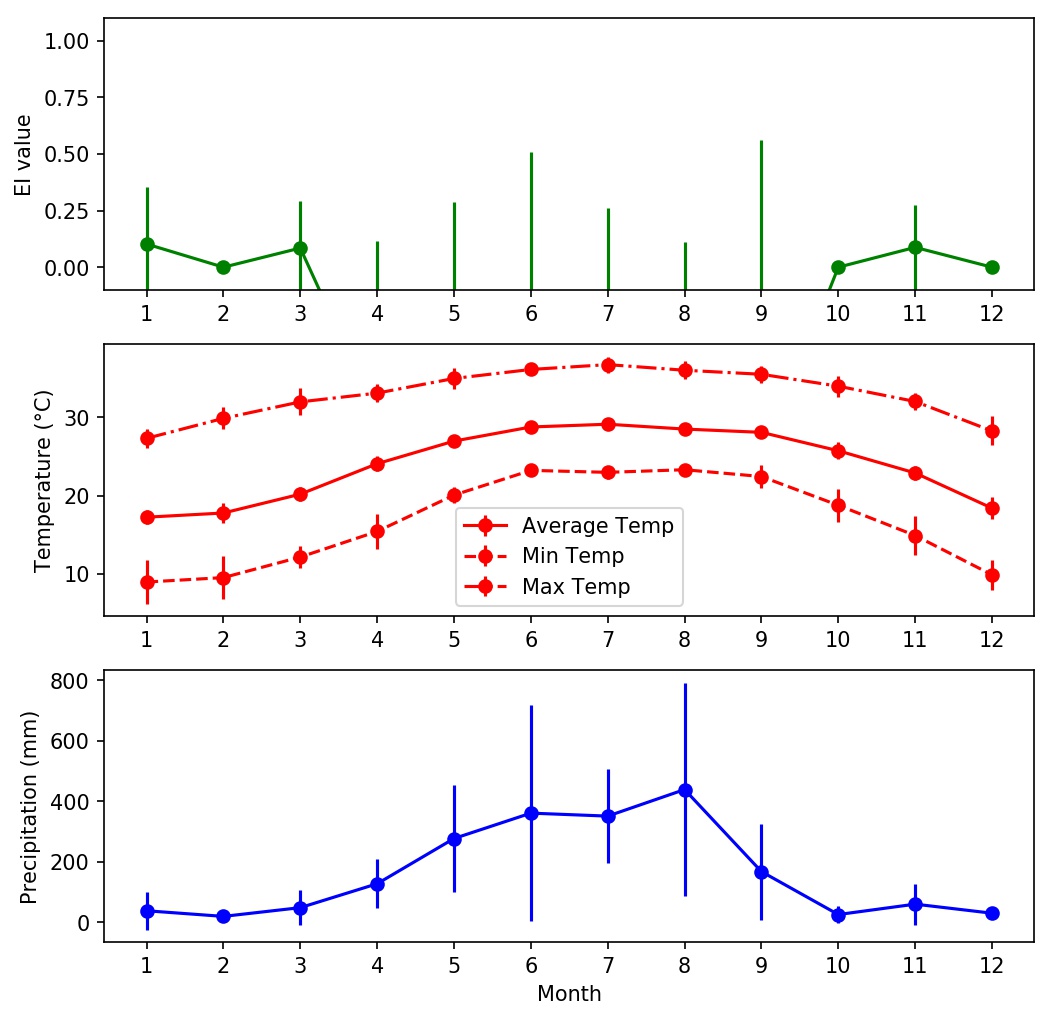 EI value
1.00
0.75
0.50
0.25
0.00
1 2 3 4 5 6 7 8 9 10 11 12
Temperature (°C)
30
20
10
Average Temp
Min Temp
Max Temp
1 2 3 4 5 6 7 8 9 10 11 12
Precipitation (mm)
800
600
400
200
0
1 2 3 4 5 6 7 8 9 10 11 12
Month